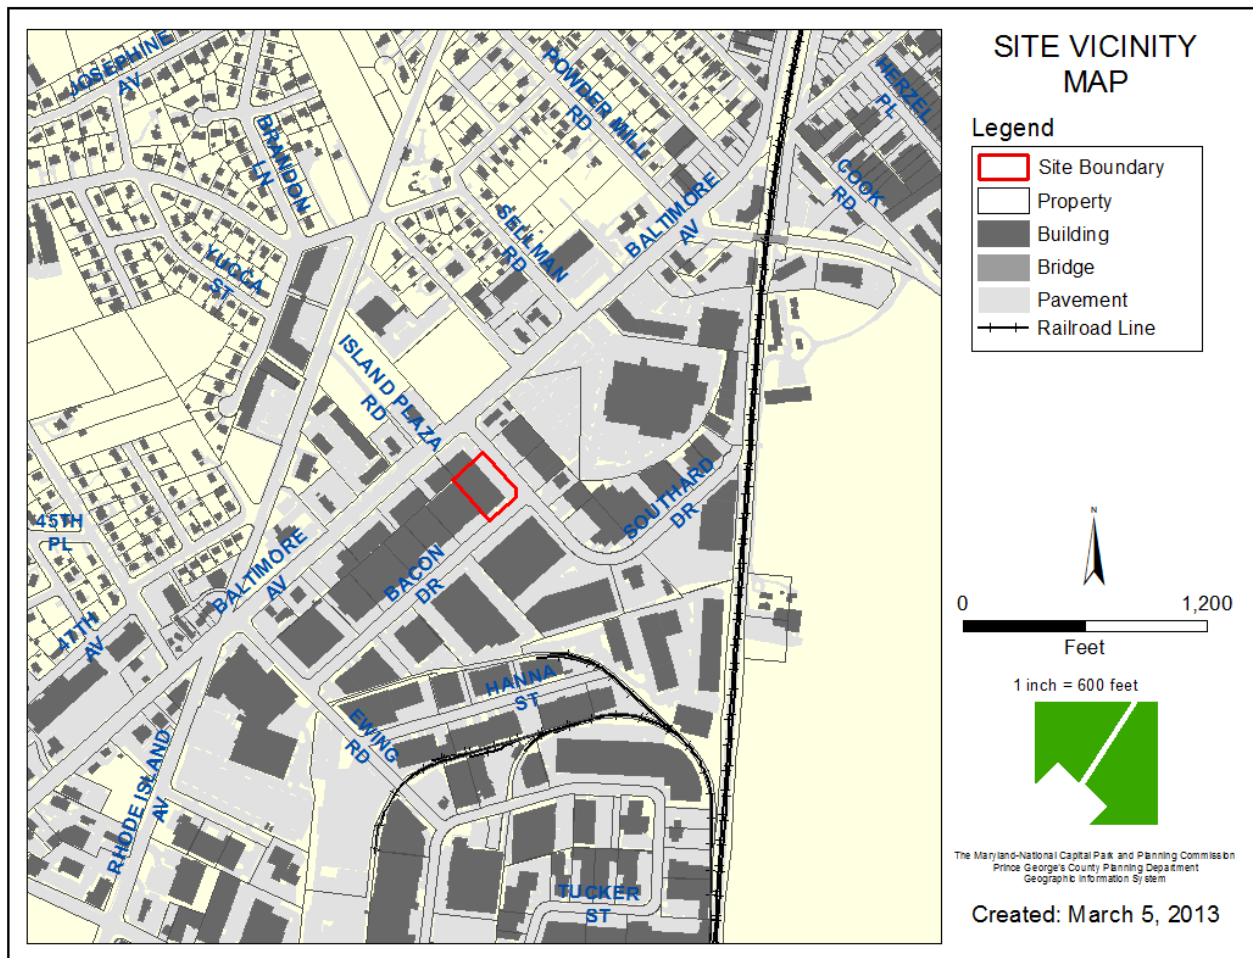 JOSEPHINE
AV
BRANDON
LN
YUCCA
ST
POWDER MILL
RD
SELLMAN
RD
BALTIMORE
AV
HERZEL
PL
COOK
RD
ISLAND PLAZA
RD
SOUTHARD
DR
BACON
DR
BALTIMORE
AV
45TH
PL
47TH
AV
HANNA
ST
EWING
RD
RHODE ISLAND
AV
TUCKER
ST
SITE VICINITY
MAP
Legend
Site Boundary
Property
Building
Bridge
Pavement
Railroad Line
N
0 1,200
Feet
1 inch = 600 feet
The Maryland-National Capital Park and Planning Commission
Prince George's County Planning Department
Geographic Information System
Created: March 5, 2013